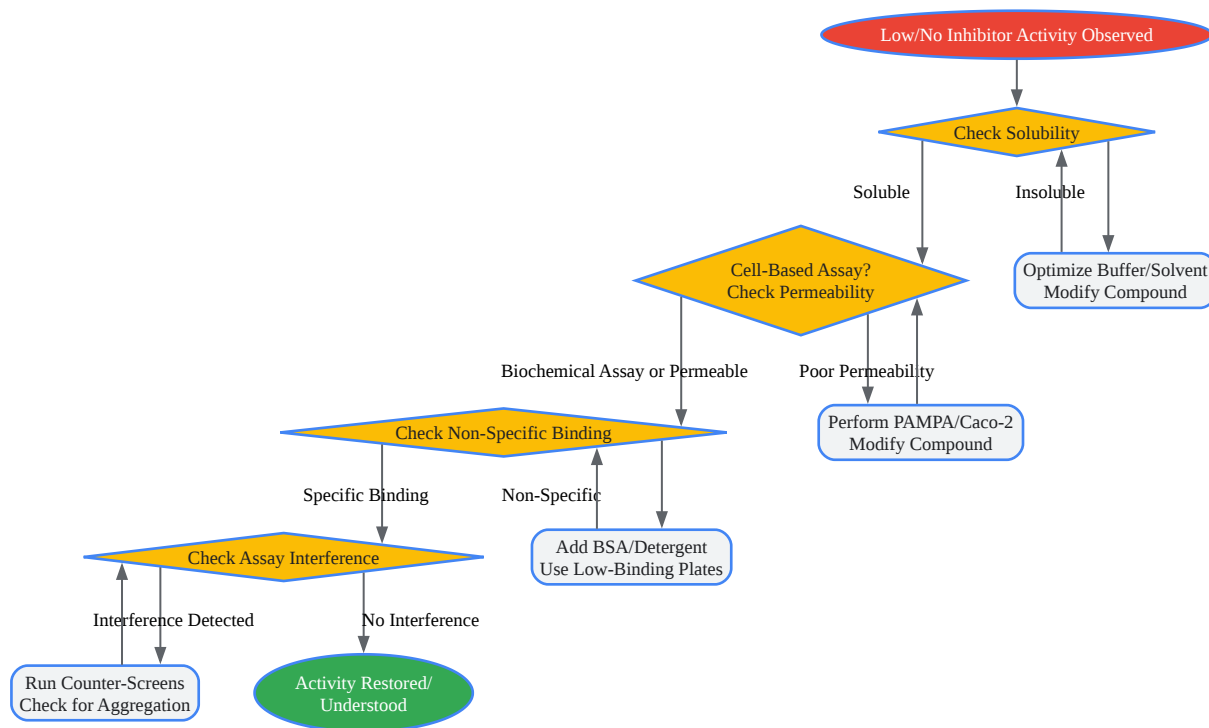 Low/No Inhibitor Activity Observed
Check Solubility
Soluble
Insoluble
Cell-Based Assay?
Check Permeability
Optimize Buffer/Solvent
Modify Compound
Biochemical Assay or Permeable
Poor Permeability
Check Non-Specific Binding
Perform PAMPA/Caco-2
Modify Compound
Specific Binding
Non-Specific
Check Assay Interference
Add BSA/Detergent
Use Low-Binding Plates
Interference Detected
No Interference
Run Counter-Screens
Check for Aggregation
Activity Restored/
Understood